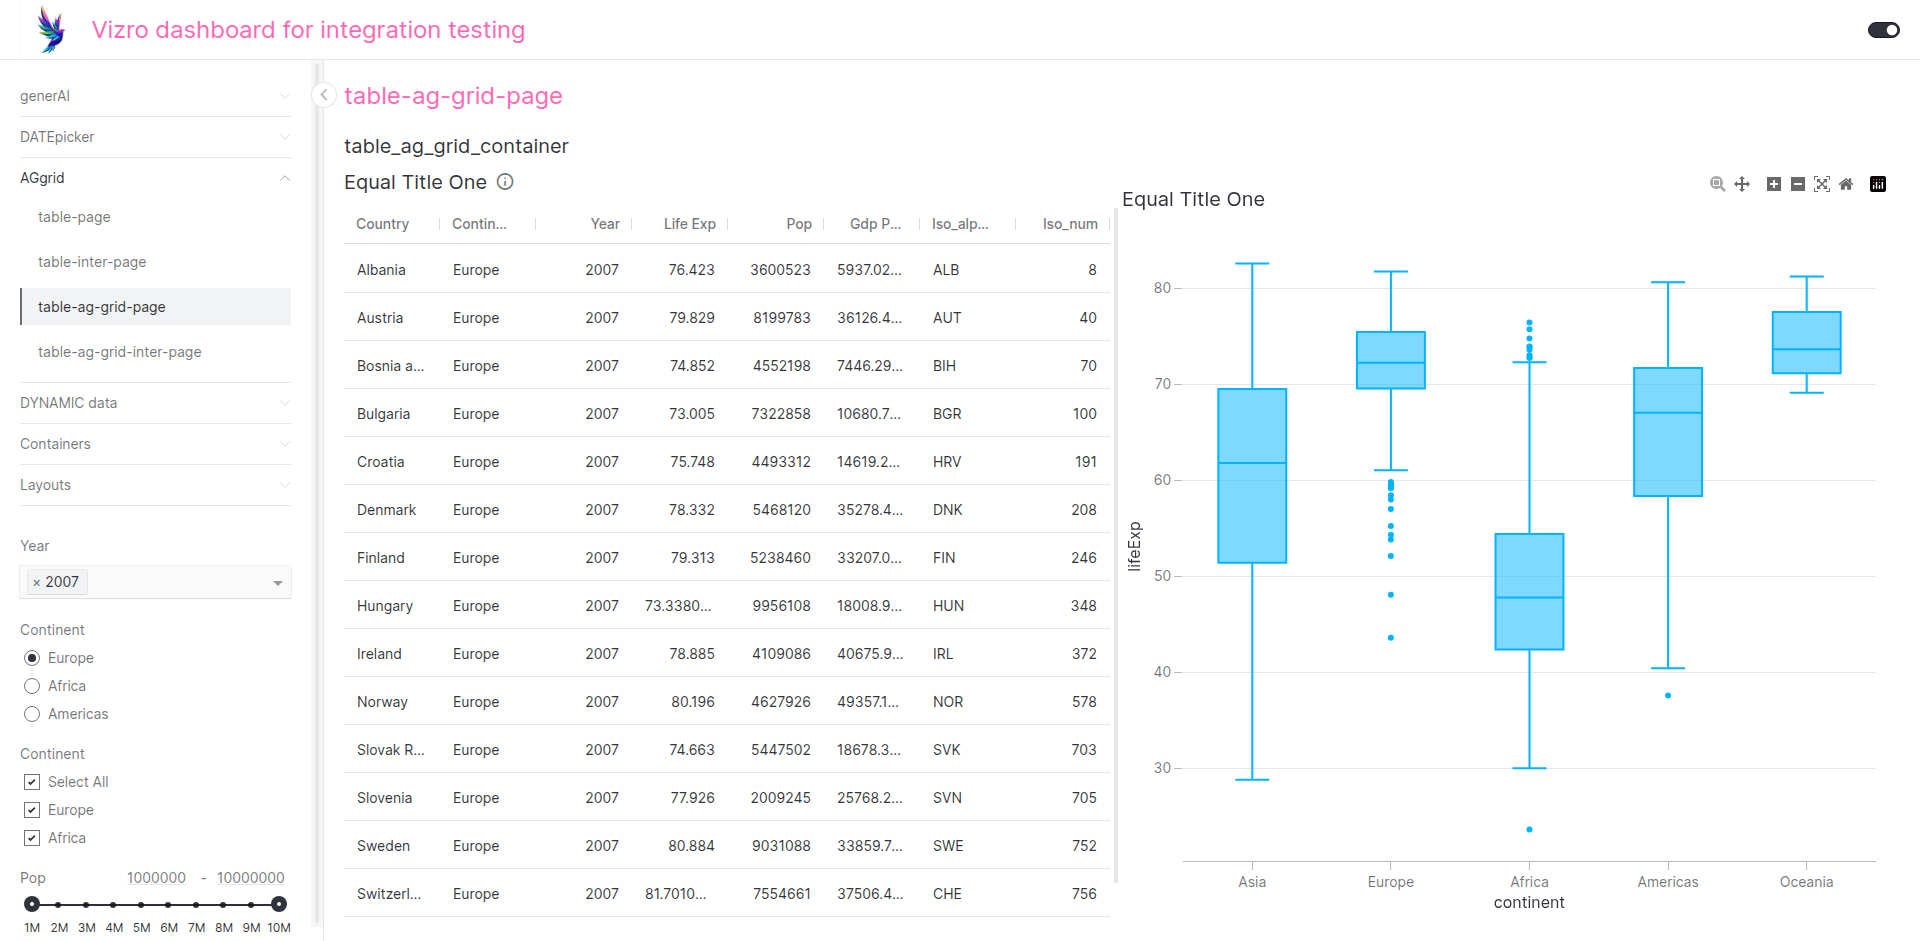 Vizro dashboard for integration testing
generAI
DATEpicker
AGgrid
table-page
table-inter-page
table-ag-grid-page
table-ag-grid-inter-page
DYNAMIC data
Containers
Layouts
Year
× 2007
Continent
Europe
Africa
Americas
Continent
Select All
Europe
Africa
Pop 1000000 - 10000000
1M 2M 3M 4M 5M 6M 7M 8M 9M 10M
table-ag-grid-page
table_ag_grid_container
Equal Title One
Country Contin... Year Life Exp Pop Gdp P... Iso_alp... Iso_num
Albania Europe 2007 76.423 3600523 5937.02... ALB 8
Austria Europe 2007 79.829 8199783 36126.4... AUT 40
Bosnia a... Europe 2007 74.852 4552198 7446.29... BIH 70
Bulgaria Europe 2007 73.005 7322858 10680.7... BGR 100
Croatia Europe 2007 75.748 4493312 14619.2... HRV 191
Denmark Europe 2007 78.332 5468120 35278.4... DNK 208
Finland Europe 2007 79.313 5238460 33207.0... FIN 246
Hungary Europe 2007 73.3380... 9956108 18008.9... HUN 348
Ireland Europe 2007 78.885 4109086 40675.9... IRL 372
Norway Europe 2007 80.196 4627926 49357.1... NOR 578
Slovak R... Europe 2007 74.663 5447502 18678.3... SVK 703
Slovenia Europe 2007 77.926 2009245 25768.2... SVN 705
Sweden Europe 2007 80.884 9031088 33859.7... SWE 752
Switzerl... Europe 2007 81.7010... 7554661 37506.4... CHE 756
Equal Title One
80
70
60
50
40
30
lifeExp
Asia Europe Africa Americas Oceania
continent